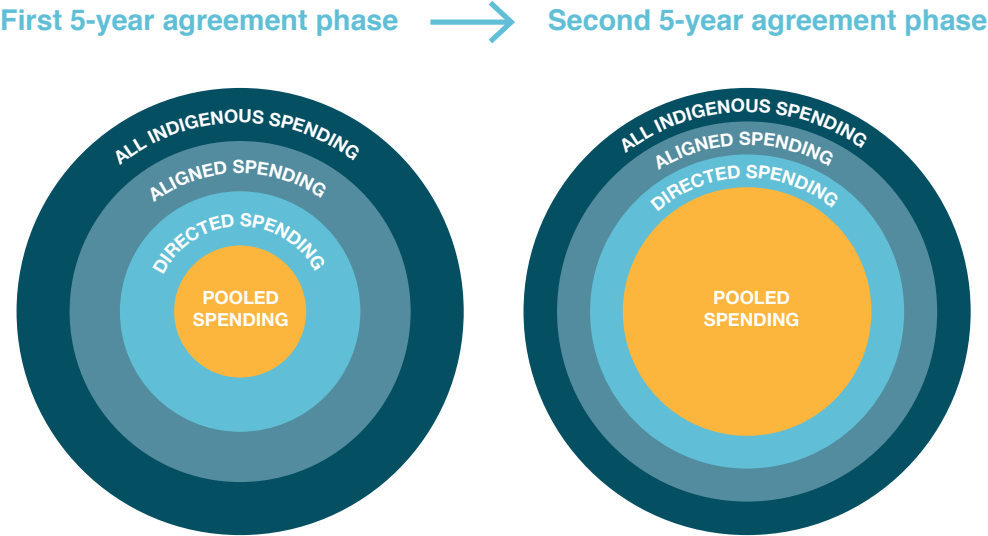 First 5-year agreement phase
Second 5-year agreement phase
ALL INDIGENOUS SPENDING
ALIGNED SPENDING
DIRECTED SPENDING
POOLED
SPENDING
ALL INDIGENOUS SPENDING
ALIGNED SPENDING
DIRECTED SPENDING
POOLED
SPENDING